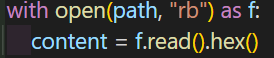 with open(path, "rb") as f:
    content = f.read().hex()